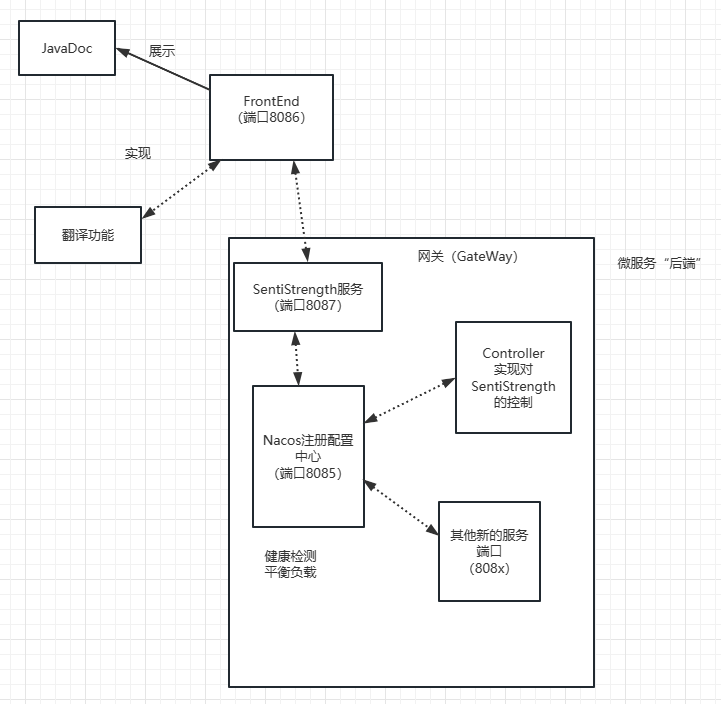 JavaDoc
展示
FrontEnd
（端口8086）
实现
翻译功能
网关（GateWay）
微服务“后端”
SentiStrength服务
（端口8087）
Controller
实现对
SentiStrength
的控制
Nacos注册配置
中心
（端口8085）
其他新的服务
端口
（808x）
健康检测
平衡负载